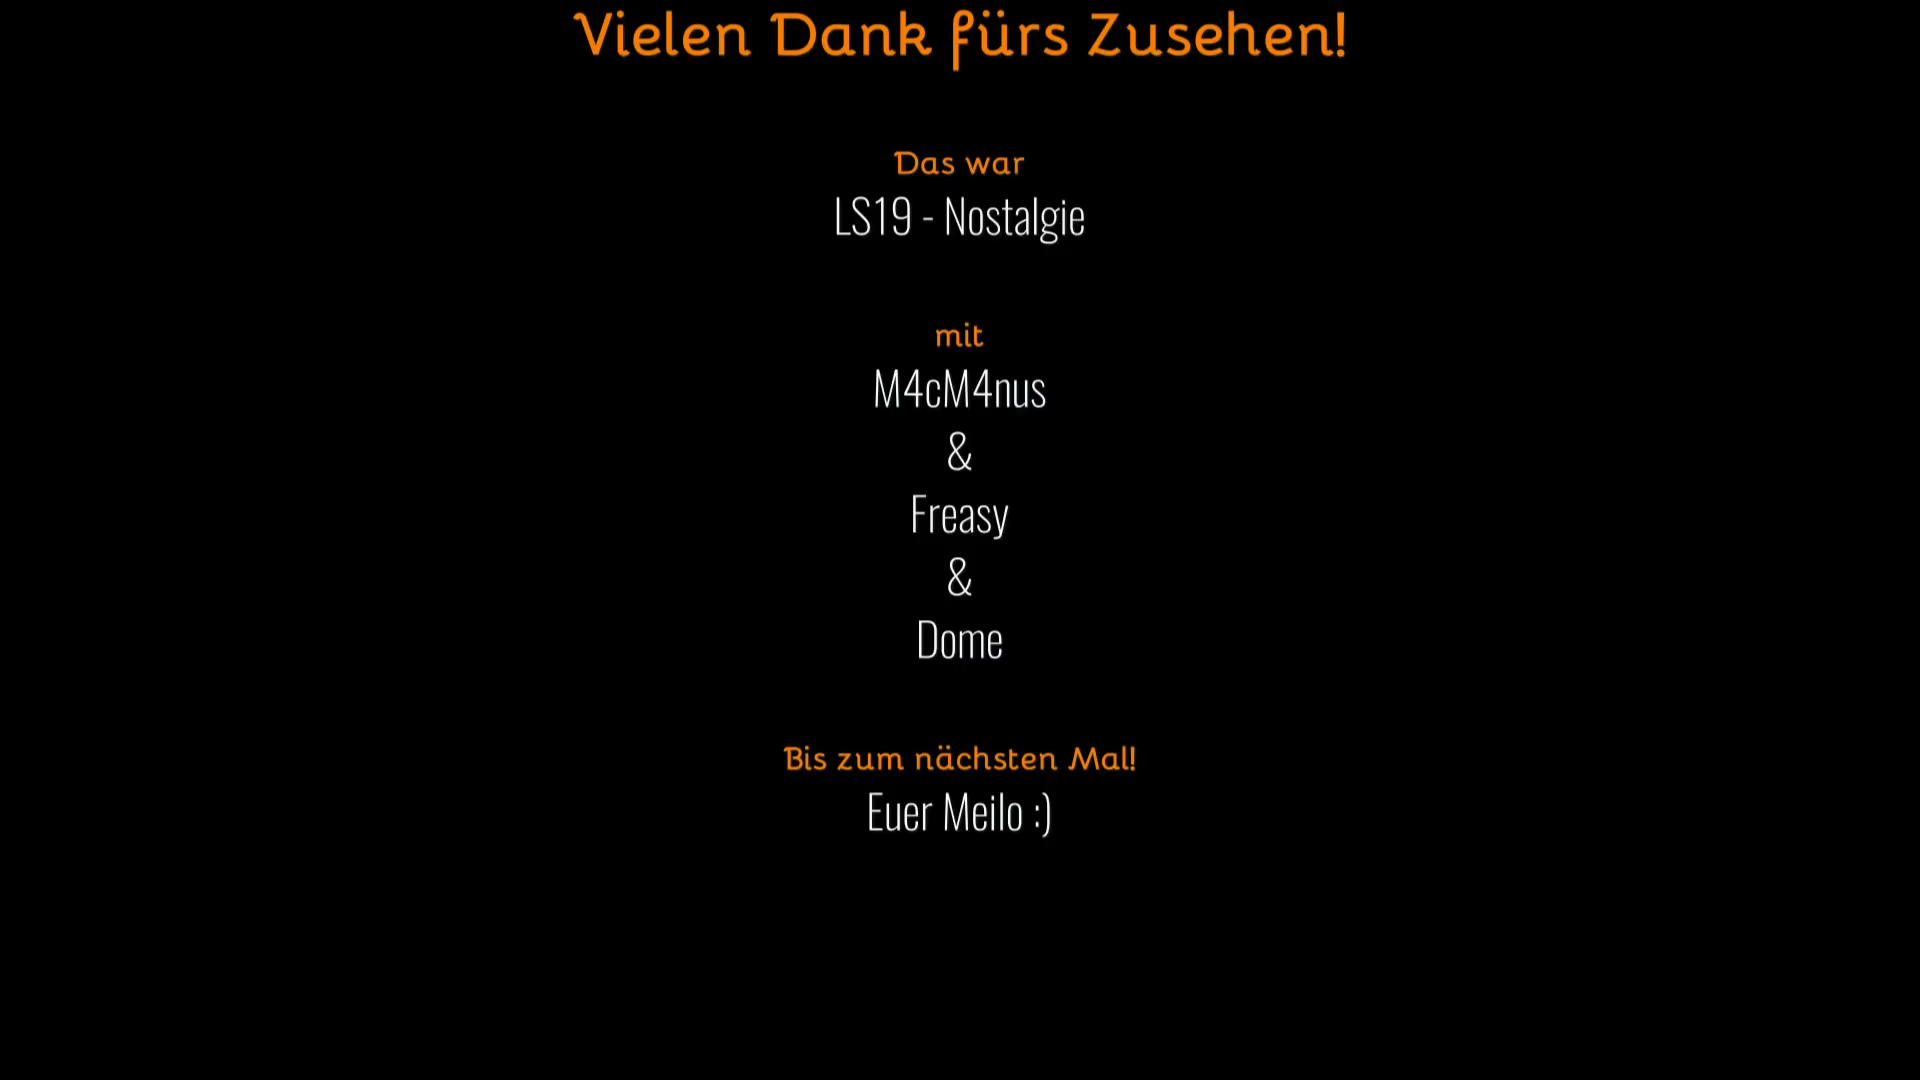 Vielen Dank fürs Zusehen!
Das war
LS19 - Nostalgie
mit
M4cM4nus
&
Freasy
&
Dome
Bis zum nächsten Mal!
Euer Meilo :)